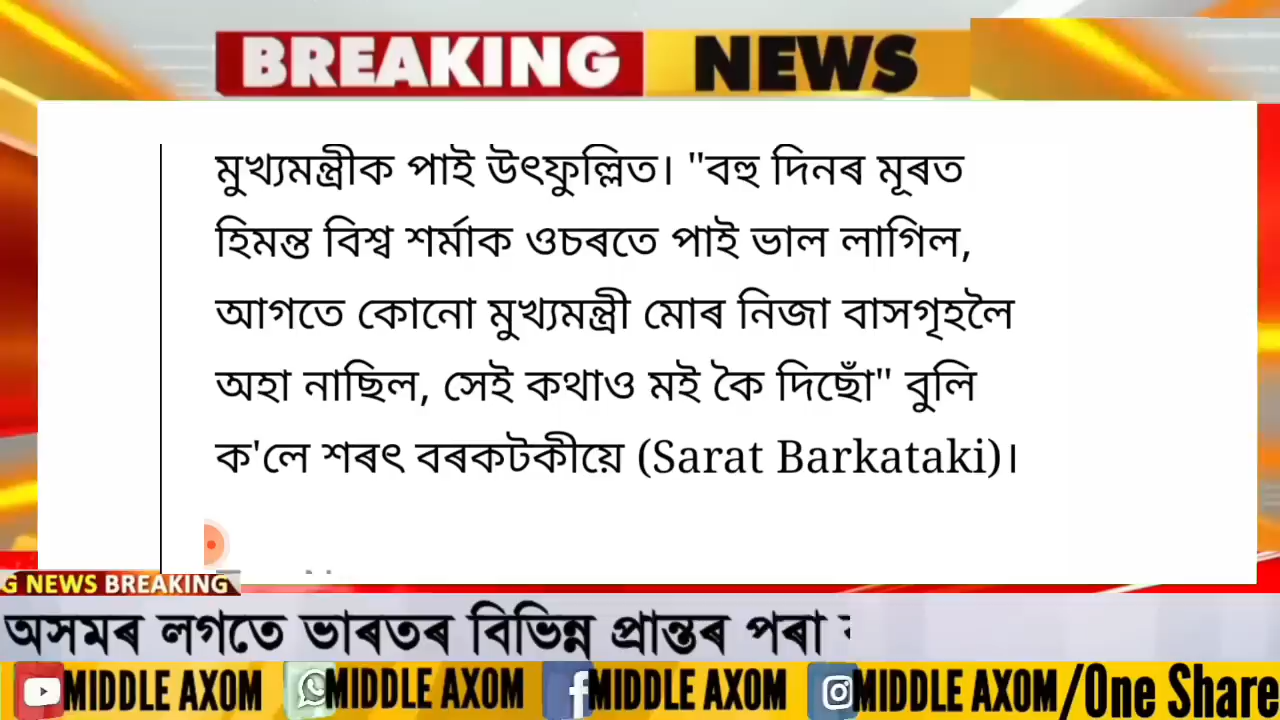 BREAKING NEWS
মুখ্যমন্ত্ৰীক পাই উৎফুল্লিত। "বহু দিনৰ মূৰত
হিমন্ত বিশ্ব শৰ্মাক ওচৰতে পাই ভাল লাগিল,
আগতে কোনো মুখ্যমন্ত্ৰী মোৰ নিজা বাসগৃহলৈ
অহা নাছিল, সেই কথাও মই কৈ দিছোঁ" বুলি
ক'লে শৰৎ বৰকটকীয়ে (Sarat Barkataki)।
G NEWS BREAKING
অসমৰ লগতে ভাৰতৰ বিভিন্ন প্ৰান্তৰ পৰা
MIDDLE AXOM MIDDLE AXOM MIDDLE AXOM MIDDLE AXOM/One Share